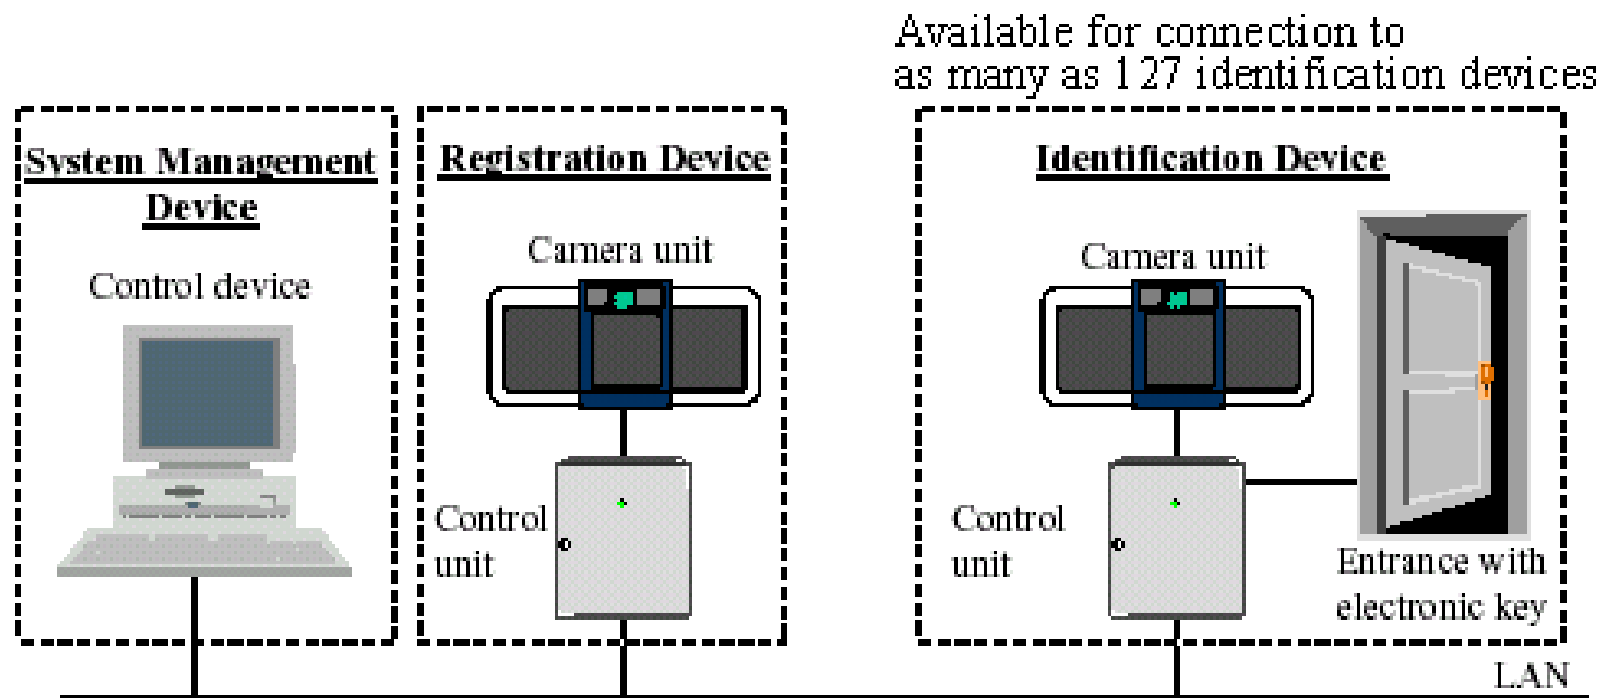 Available for connection to
as many as 127 identification devices
System Management
Device
Control device
Registration Device
Camera unit
Control
unit
Identification Device
Camera unit
Control
unit
Entrance with
electronic key
LAN